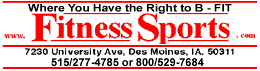 Where You Have the Right to B - FIT
www. Fitness Sports .com
7230 University Ave, Des Moines, IA. 50311
515/277-4785 or 800/529-7684